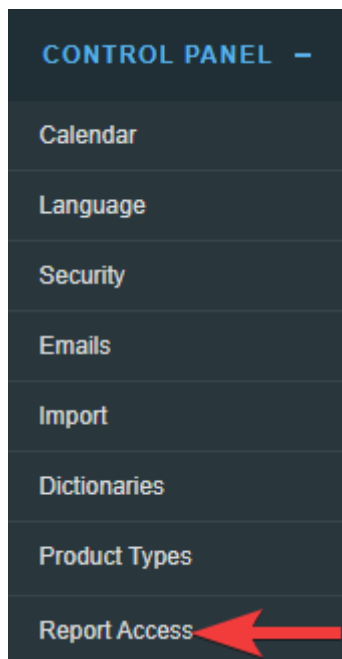 CONTROL PANEL –
Calendar
Language
Security
Emails
Import
Dictionaries
Product Types
Report Access